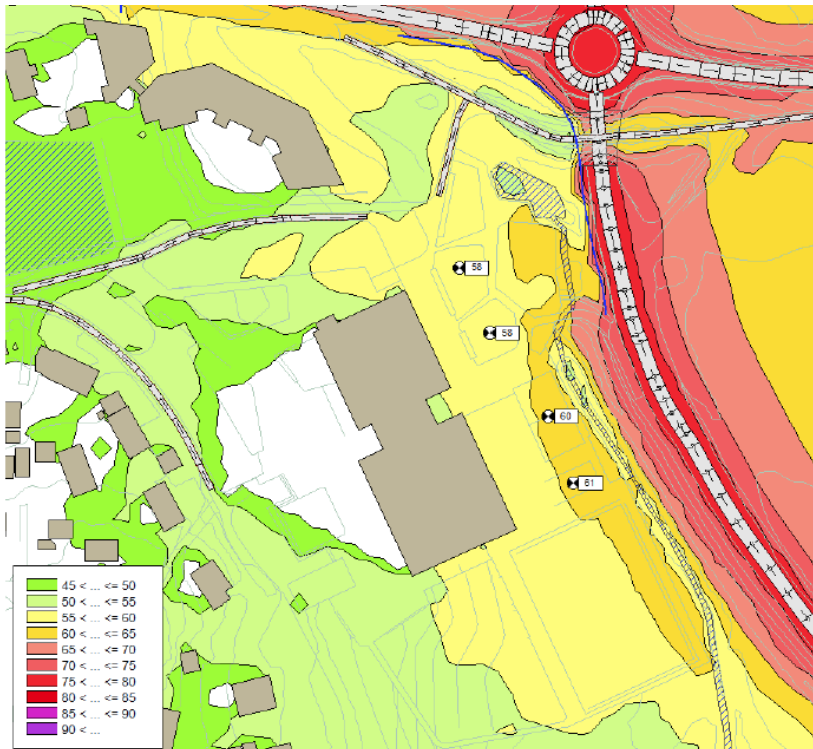 58
58
60
61
45 < ... <= 50
50 < ... <= 55
55 < ... <= 60
60 < ... <= 65
65 < ... <= 70
70 < ... <= 75
75 < ... <= 80
80 < ... <= 85
85 < ... <= 90
90 < ...